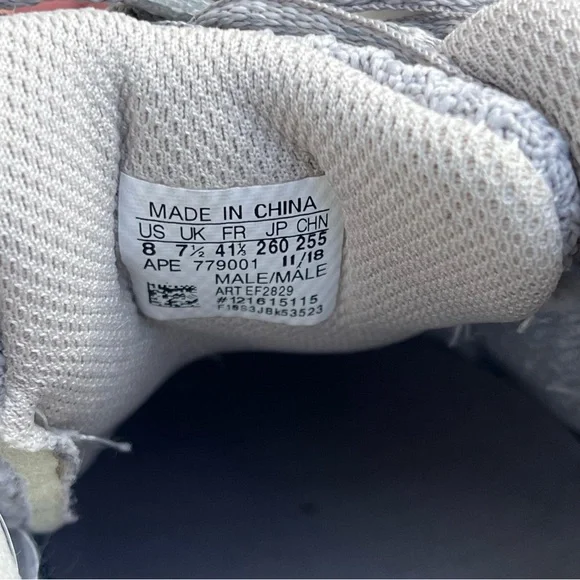 MADE IN CHINA
US UK FR JP CHN
8 7½ 41⅓ 260 255
APE 779001 11/18
MALE/MÂLE
ART EF2829
#121615115